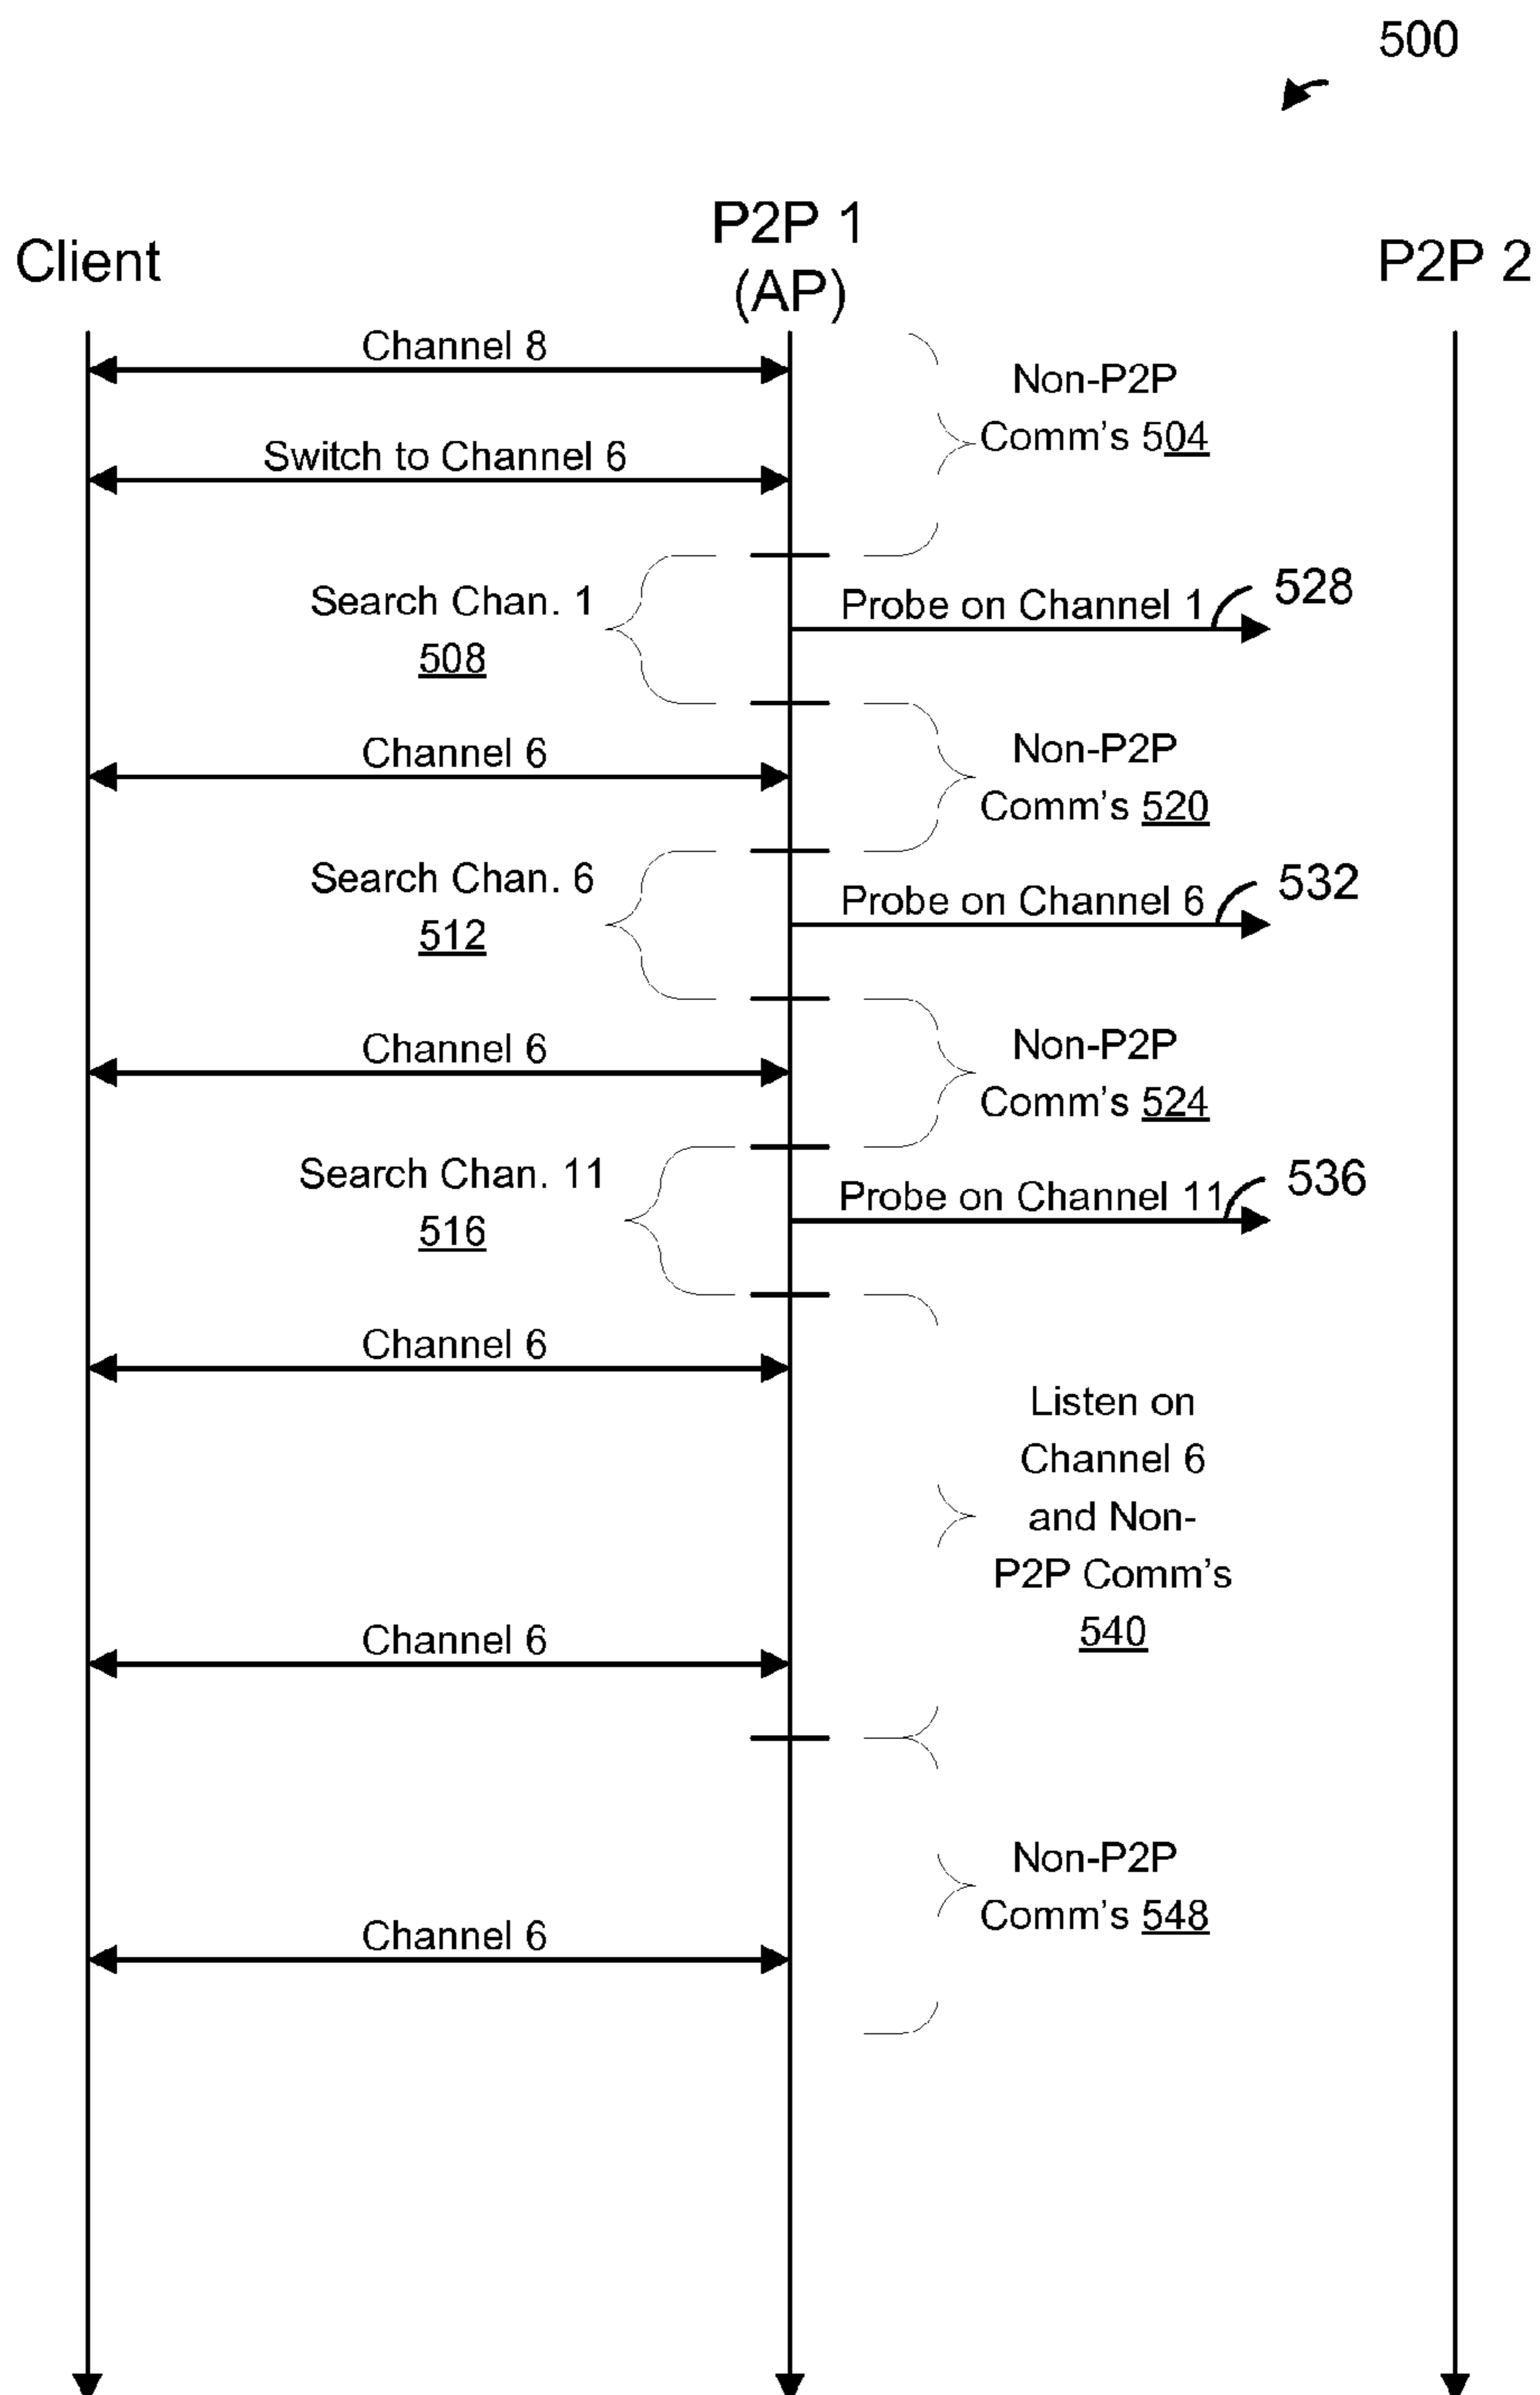 500
Client
P2P 1
(AP)
P2P 2
Channel 8
Non-P2P
Comm's 504
Switch to Channel 6
Search Chan. 1
508
Probe on Channel 1
528
Channel 6
Non-P2P
Comm's 520
Search Chan. 6
512
Probe on Channel 6
532
Channel 6
Non-P2P
Comm's 524
Search Chan. 11
516
Probe on Channel 11
536
Channel 6
Listen on
Channel 6
and Non-
P2P Comm's
540
Channel 6
Non-P2P
Comm's 548
Channel 6